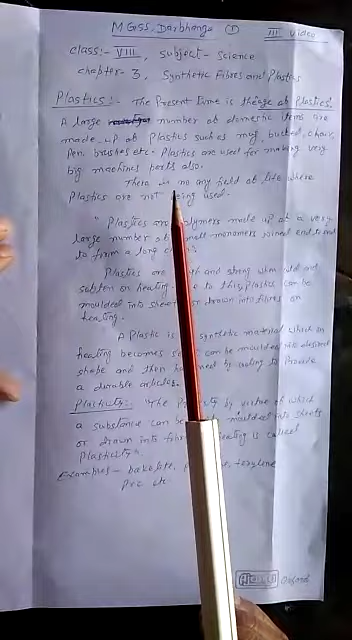 MGSS, Darbhanga ① III video
class:- VIII, subject - science
chapter - 3, Synthetic Fibres and Plastics
Plastics:- The Present time is the age of Plastics.
A large number of domestic items are
made up of Plastics such as mug, bucket, chair,
Pen brushes etc. Plastics are used for making very
big machines parts also.
There is no any field of life where
Plastics are not being used.
"Plastics are polymers made up of a very
large number of small monomers joined end to end
to form a long
Plastics are and strong when cold and
soften on heating. to this, Plastics can be
moulded into sheet or drawn into fibres on
heating.
A Plastic is synthetic material which on
heating becomes can be moulded into desired
shape and then by cooling to Provide
a durable articles.
Plasticity:- "The by virtue of which
a substance can be moulded into sheets
or drawn into heating is called
Plasticity".
Examples - bakelite, terylene
PVC etc.
Oxford